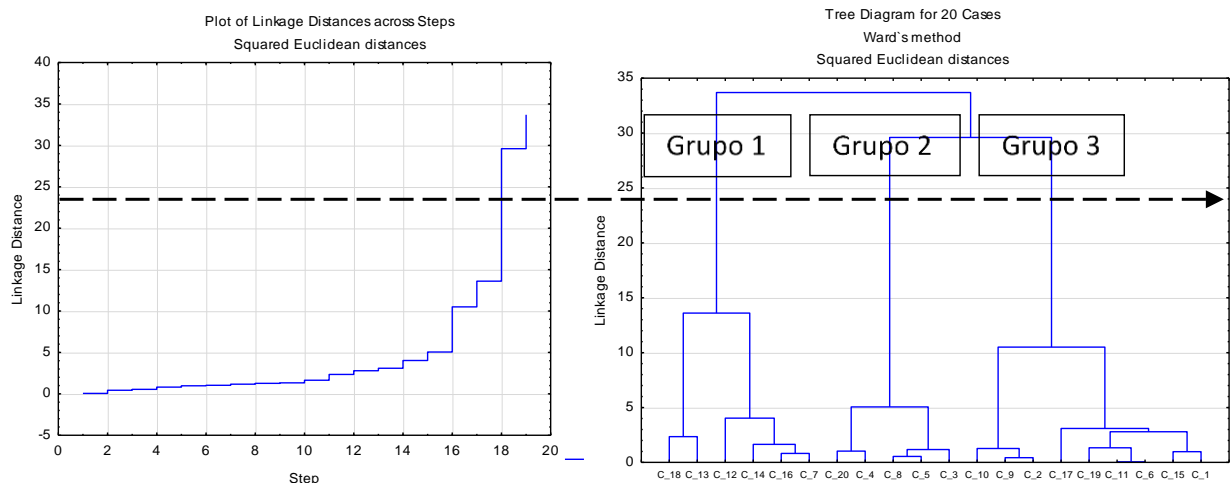 Plot of Linkage Distances across Steps
Squared Euclidean distances
40
35
30
25
20
15
10
5
0
-5
0 2 4 6 8 10 12 14 16 18 20
Step
Linkage Distance
Tree Diagram for 20 Cases
Ward`s method
Squared Euclidean distances
Grupo 1 Grupo 2 Grupo 3
35
30
25
20
15
10
5
0
Linkage Distance
C_18 C_13 C_12 C_14 C_16 C_7 C_20 C_4 C_8 C_5 C_3 C_10 C_9 C_2 C_17 C_19 C_11 C_6 C_15 C_1